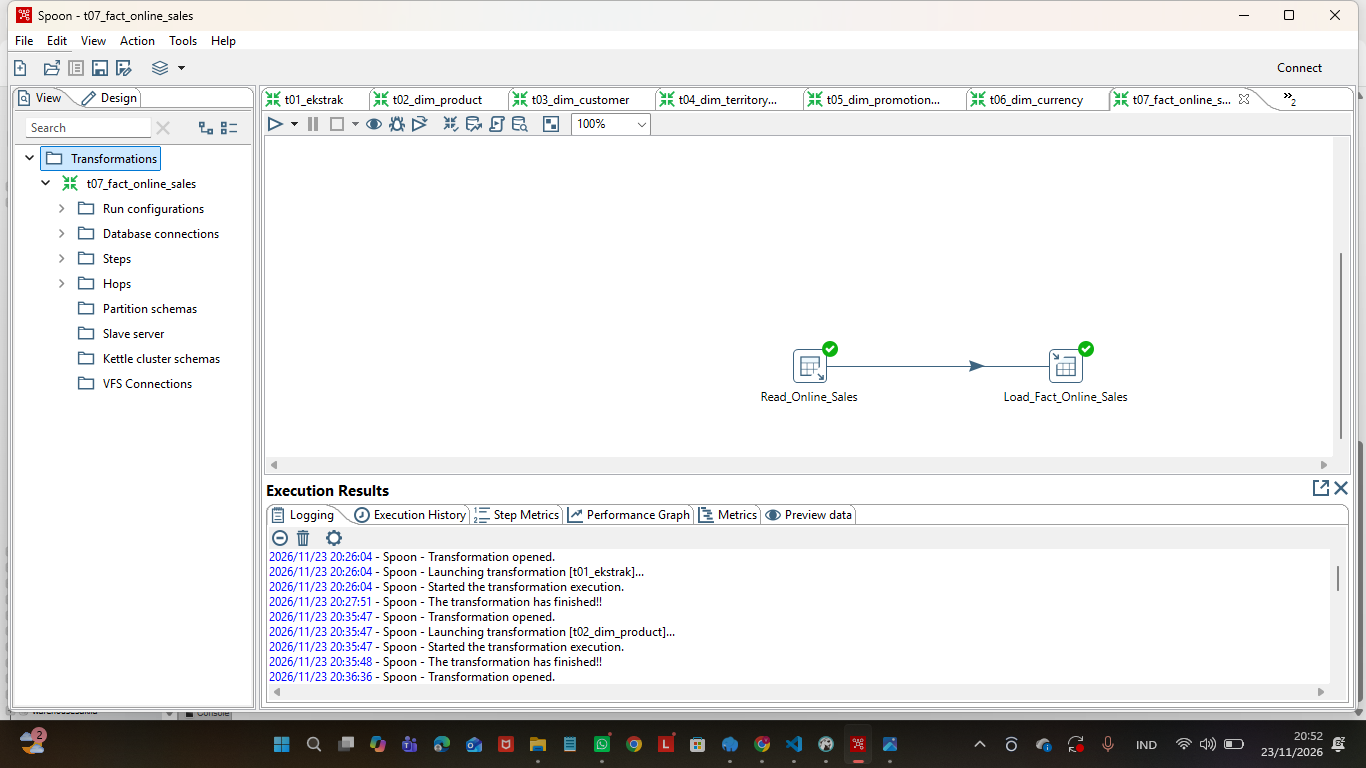 Spoon - t07_fact_online_sales
File Edit View Action Tools Help
Connect
View Design
t01_ekstrak t02_dim_product t03_dim_customer t04_dim_territory... t05_dim_promotion... t06_dim_currency t07_fact_online_s... »2
Search
100%
Transformations
t07_fact_online_sales
Run configurations
Database connections
Steps
Hops
Partition schemas
Slave server
Kettle cluster schemas
VFS Connections
Read_Online_Sales Load_Fact_Online_Sales
Execution Results
Logging Execution History Step Metrics Performance Graph Metrics Preview data
2026/11/23 20:26:04 - Spoon - Transformation opened.
2026/11/23 20:26:04 - Spoon - Launching transformation [t01_ekstrak]...
2026/11/23 20:26:04 - Spoon - Started the transformation execution.
2026/11/23 20:27:51 - Spoon - The transformation has finished!!
2026/11/23 20:35:47 - Spoon - Transformation opened.
2026/11/23 20:35:47 - Spoon - Launching transformation [t02_dim_product]...
2026/11/23 20:35:47 - Spoon - Started the transformation execution.
2026/11/23 20:35:48 - Spoon - The transformation has finished!!
2026/11/23 20:36:36 - Spoon - Transformation opened.
Console
2
IND
20:52
23/11/2026